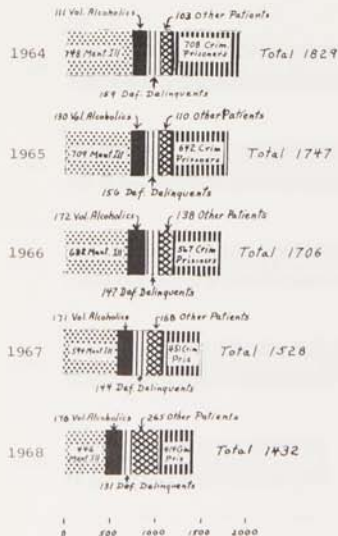 111 Vol. Alcoholics 103 Other Patients
1964 748 Ment. Ill 708 Crim. Total 1829
Prisoners
159 Def. Delinquents
130 Vol. Alcoholics 110 Other Patients
1965 709 Ment. Ill 642 Crim Total 1747
Prisoners
156 Def. Delinquents
172 Vol. Alcoholics 138 Other Patients
1966 682 Ment. Ill 567 Crim Total 1706
Prisoners
147 Def. Delinquents
171 Vol. Alcoholics 168 Other Patients
1967 594 Ment Ill 451 Crim Total 1528
Pris
144 Def. Delinquents
176 Vol. Alcoholics 265 Other Patients
1968 446 Ment Ill 414 Crim Total 1432
Pris
131 Def. Delinquents
0 500 1000 1500 2000